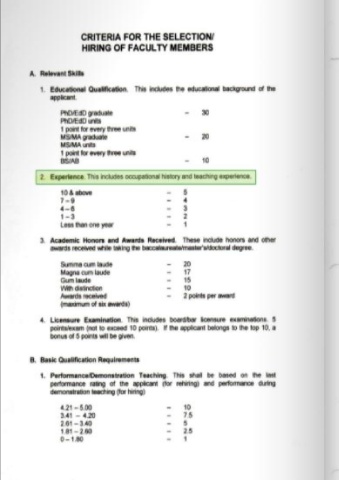 CRITERIA FOR THE SELECTION/
HIRING OF FACULTY MEMBERS
A. Relevant Skills
1. Educational Qualification. This includes the educational background of the
applicant.
PhD/EdD graduate - 30
PhD/EdD units
1 point for every three units
MS/MA graduate - 20
MS/MA units
1 point for every three units
BS/AB - 10
2. Experience. This includes occupational history and teaching experience.
10 & above - 5
7 – 9 - 4
4 – 6 - 3
1 – 3 - 2
Less than one year - 1
3. Academic Honors and Awards Received. These include honors and other
awards received while taking the baccalaureate/master's/doctoral degree.
Summa cum laude - 20
Magna cum laude - 17
Cum laude - 15
With distinction - 10
Awards received - 2 points per award
(maximum of six awards)
4. Licensure Examination. This includes board/bar licensure examinations. 5
points/exam (not to exceed 10 points). If the applicant belongs to the top 10, a
bonus of 5 points will be given.
B. Basic Qualification Requirements
1. Performance/Demonstration Teaching. This shall be based on the last
performance rating of the applicant (for rehiring) and performance during
demonstration teaching (for hiring)
4.21 – 5.00 - 10
3.41 – 4.20 - 7.5
2.61 – 3.40 - 5
1.81 – 2.60 - 2.5
0 – 1.80 - 1